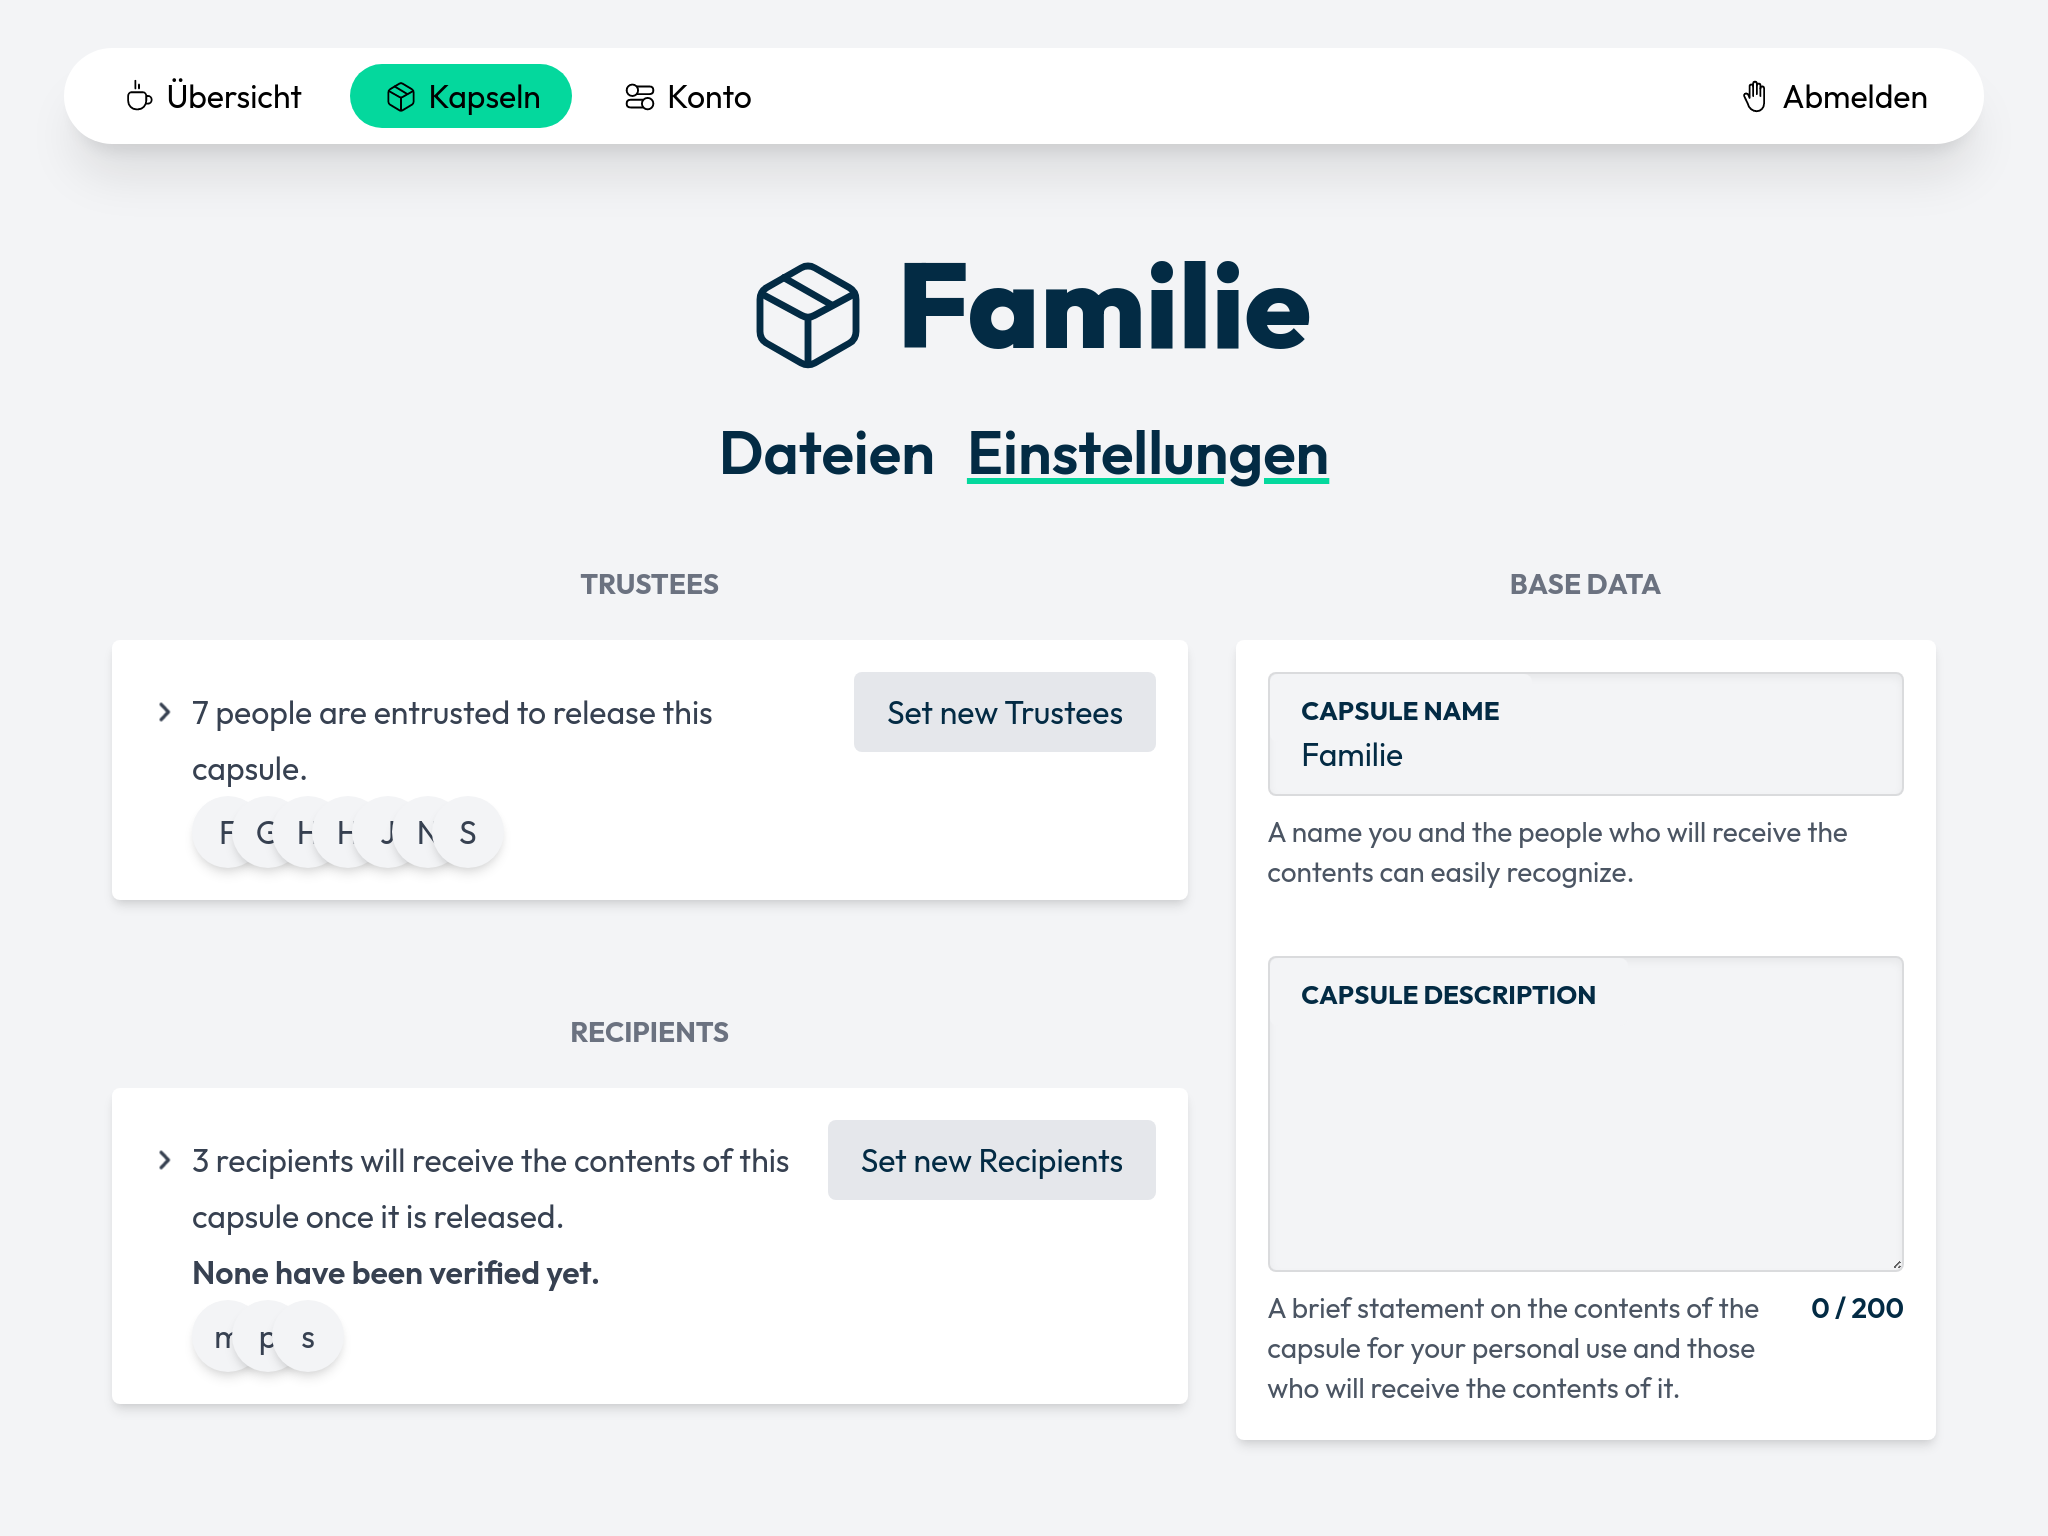 Übersicht
Kapseln
Konto
Abmelden
Familie
Dateien Einstellungen
TRUSTEES
7 people are entrusted to release this
capsule.
Set new Trustees
F G H H J N S
RECIPIENTS
3 recipients will receive the contents of this
capsule once it is released.
None have been verified yet.
Set new Recipients
m p s
BASE DATA
CAPSULE NAME
Familie
A name you and the people who will receive the
contents can easily recognize.
CAPSULE DESCRIPTION
A brief statement on the contents of the
capsule for your personal use and those
who will receive the contents of it.
0 / 200